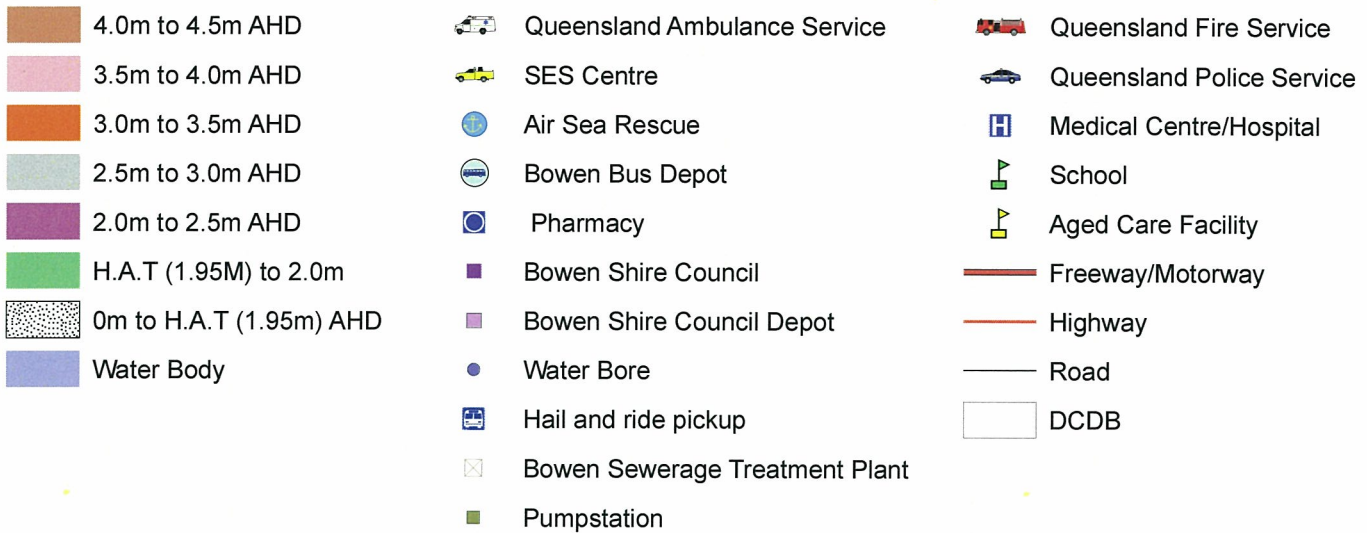 4.0m to 4.5m AHD
3.5m to 4.0m AHD
3.0m to 3.5m AHD
2.5m to 3.0m AHD
2.0m to 2.5m AHD
H.A.T (1.95M) to 2.0m
0m to H.A.T (1.95m) AHD
Water Body
Queensland Ambulance Service
SES Centre
Air Sea Rescue
Bowen Bus Depot
Pharmacy
Bowen Shire Council
Bowen Shire Council Depot
Water Bore
Hail and ride pickup
Bowen Sewerage Treatment Plant
Pumpstation
Queensland Fire Service
Queensland Police Service
H Medical Centre/Hospital
School
Aged Care Facility
Freeway/Motorway
Highway
Road
DCDB